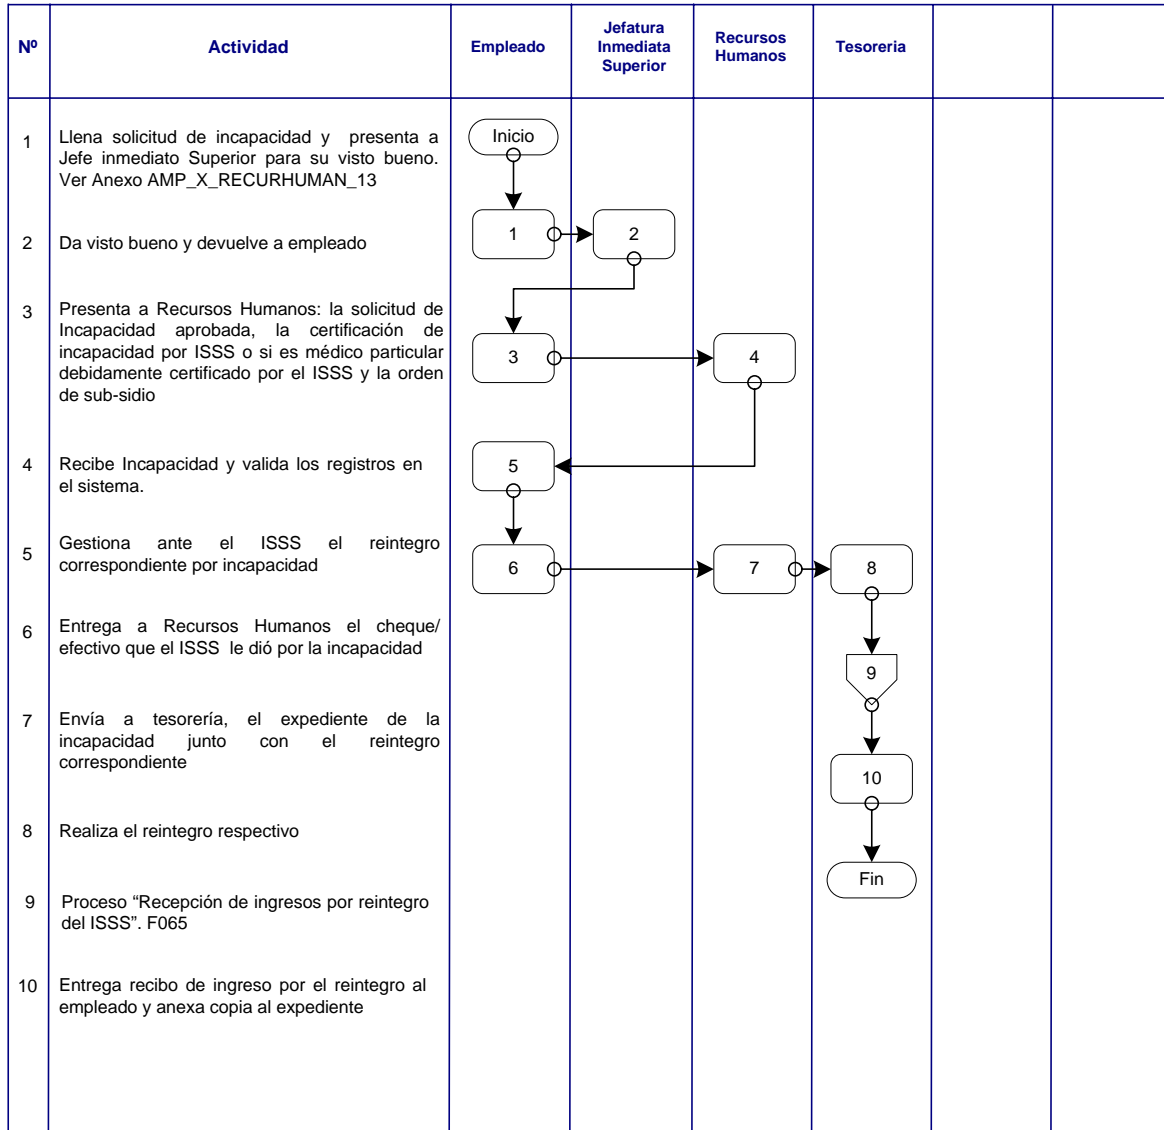 Nº
Actividad
Empleado
Jefatura
Inmediata
Superior
Recursos
Humanos
Tesoreria
1
Llena solicitud de incapacidad y presenta a
Jefe inmediato Superior para su visto bueno.
Ver Anexo AMP_X_RECURHUMAN_13
2
Da visto bueno y devuelve a empleado
3
Presenta a Recursos Humanos: la solicitud de
Incapacidad aprobada, la certificación de
incapacidad por ISSS o si es médico particular
debidamente certificado por el ISSS y la orden
de sub-sidio
4
Recibe Incapacidad y valida los registros en
el sistema.
5
Gestiona ante el ISSS el reintegro
correspondiente por incapacidad
6
Entrega a Recursos Humanos el cheque/
efectivo que el ISSS le dió por la incapacidad
7
Envía a tesorería, el expediente de la
incapacidad junto con el reintegro
correspondiente
8
Realiza el reintegro respectivo
9
Proceso “Recepción de ingresos por reintegro
del ISSS”. F065
10
Entrega recibo de ingreso por el reintegro al
empleado y anexa copia al expediente
Inicio
1
2
3
4
5
6
7
8
9
10
Fin